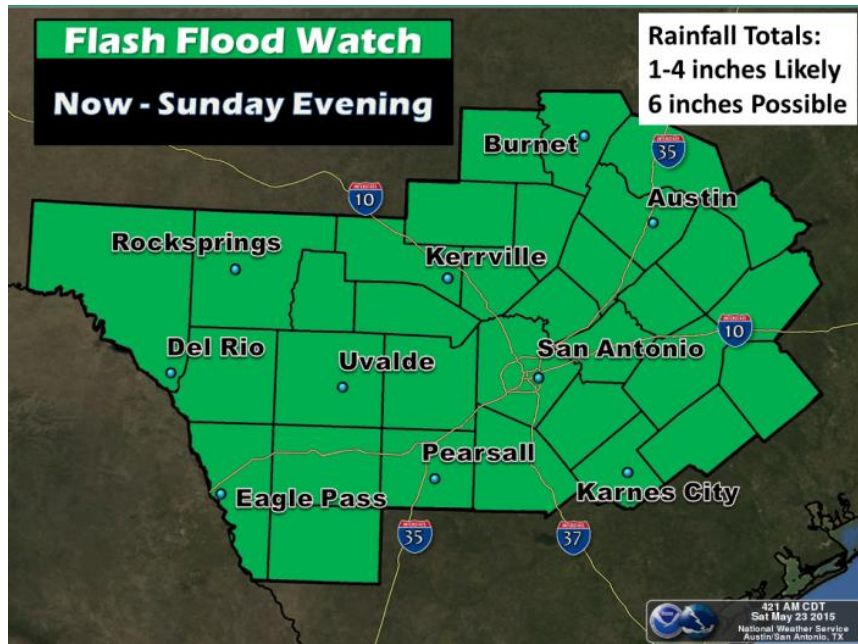 Flash Flood Watch
Now - Sunday Evening
Rainfall Totals:
1-4 inches Likely
6 inches Possible
Burnet
35
Austin
10
Rocksprings
Kerrville
10
Del Rio
Uvalde
San Antonio
Pearsall
Eagle Pass
Karnes City
35
37
421 AM CDT
Sat May 23 2015
National Weather Service
Austin/San Antonio, TX